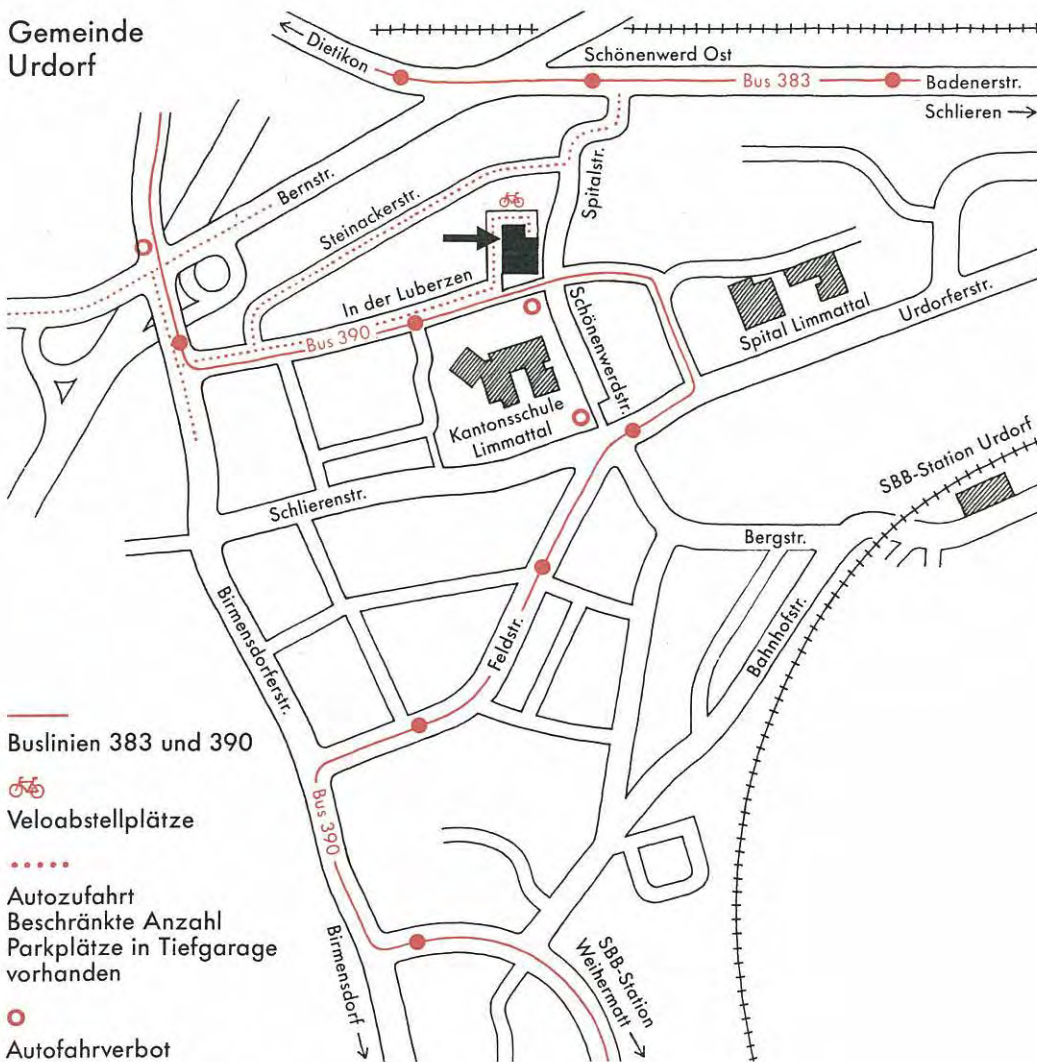 Gemeinde
Urdorf
← Dietikon
Schönenwerd Ost
Bus 383
Badenerstr.
Schlieren →
Bernstr.
Steinackerstr.
Spitalstr.
In der Luberzen
Bus 390
Schönenwerdstr.
Spital Limmattal
Urdorferstr.
Kantonsschule
Limmattal
SBB-Station Urdorf
Schlierenstr.
Bergstr.
Birmensdorferstr.
Feldstr.
Bahnhofstr.
Bus 390
Birmensdorf →
SBB-Station
Weihermatt →
Buslinien 383 und 390
Veloabstellplätze
Autozufahrt
Beschränkte Anzahl
Parkplätze in Tiefgarage
vorhanden
Autofahrverbot